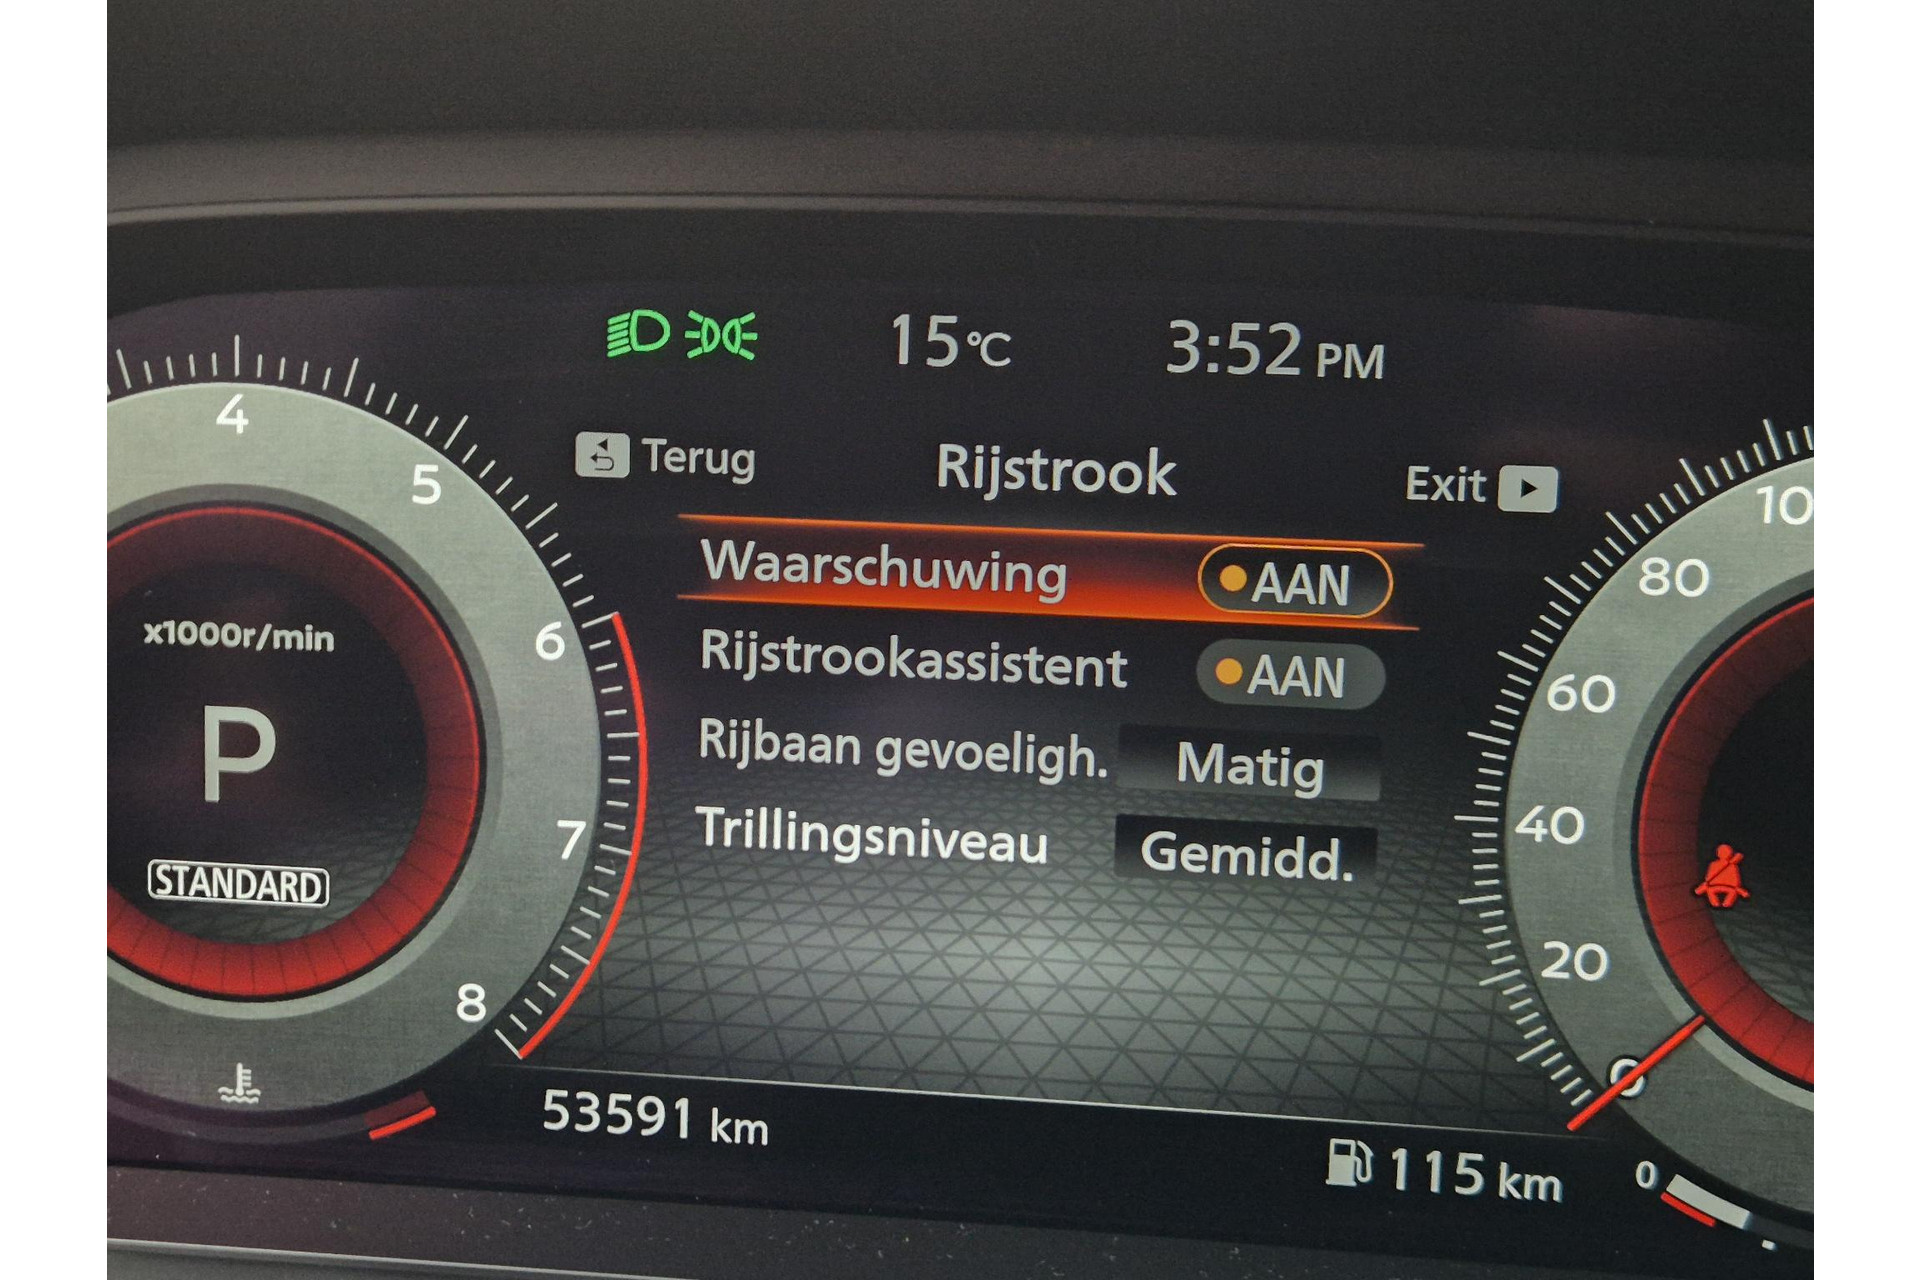 15°C 3:52 PM
Terug Rijstrook Exit
Waarschuwing AAN
Rijstrookassistent AAN
Rijbaan gevoeligh. Matig
Trillingsniveau Gemidd.
4
5
6
7
8
x1000r/min
P
STANDARD
10
80
60
40
20
0
53591 km
115 km
0